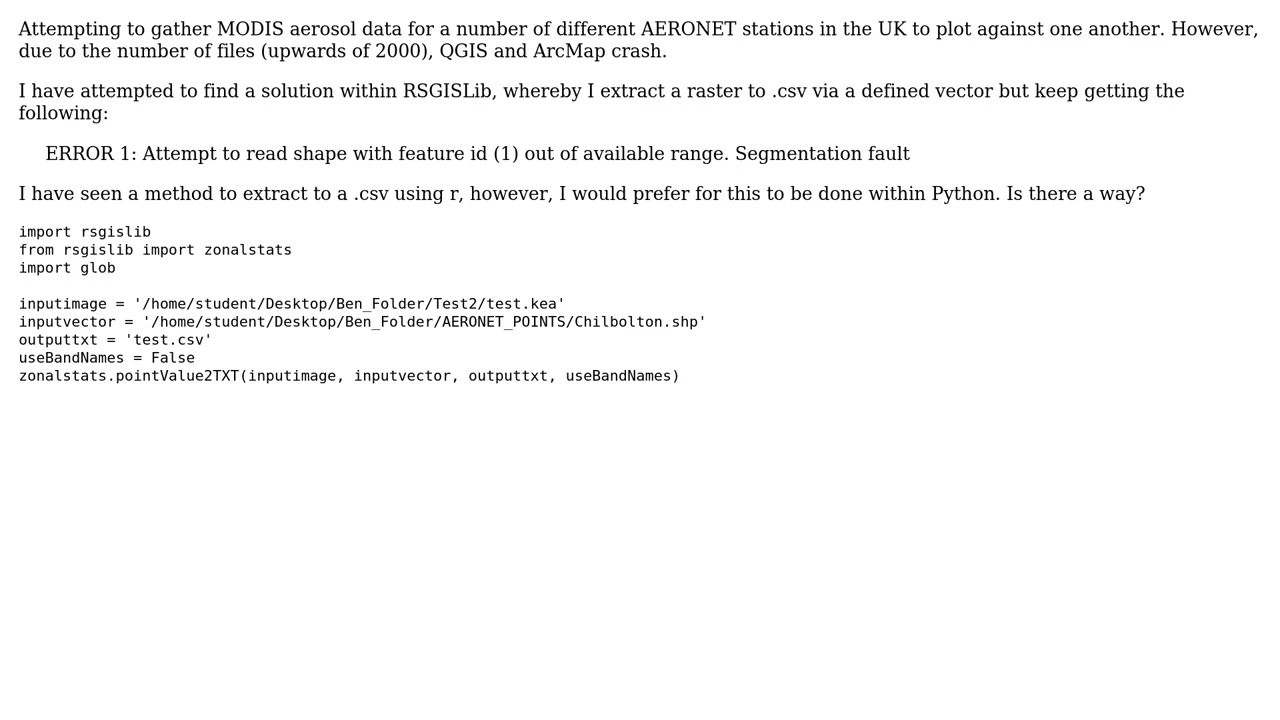 Attempting to gather MODIS aerosol data for a number of different AERONET stations in the UK to plot against one another. However,
due to the number of files (upwards of 2000), QGIS and ArcMap crash.
I have attempted to find a solution within RSGISLib, whereby I extract a raster to .csv via a defined vector but keep getting the
following:
ERROR 1: Attempt to read shape with feature id (1) out of available range. Segmentation fault
I have seen a method to extract to a .csv using r, however, I would prefer for this to be done within Python. Is there a way?
import rsgislib
from rsgislib import zonalstats
import glob
inputimage = '/home/student/Desktop/Ben_Folder/Test2/test.kea'
inputvector = '/home/student/Desktop/Ben_Folder/AERONET_POINTS/Chilbolton.shp'
outputtxt = 'test.csv'
useBandNames = False
zonalstats.pointValue2TXT(inputimage, inputvector, outputtxt, useBandNames)